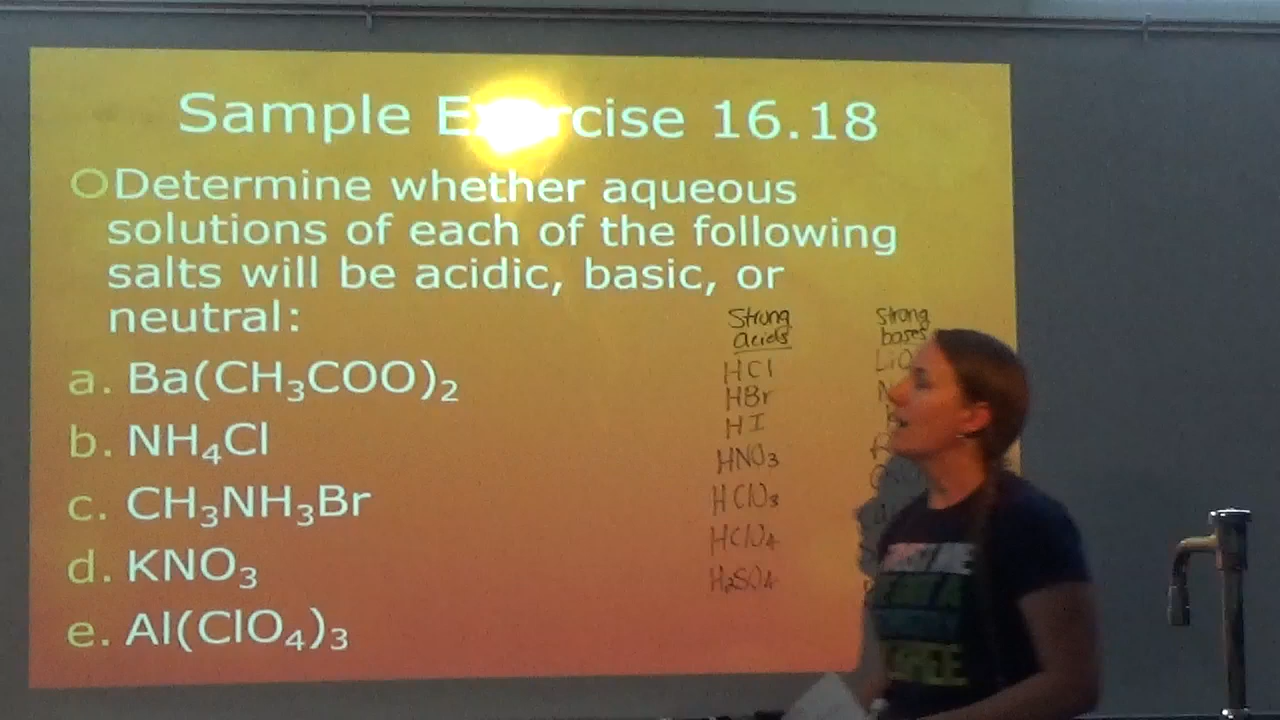 Sample Exercise 16.18
Determine whether aqueous
solutions of each of the following
salts will be acidic, basic, or
neutral:
a. Ba(CH₃COO)₂
b. NH₄Cl
c. CH₃NH₃Br
d. KNO₃
e. Al(ClO₄)₃
Strong
acids
HCl
HBr
HI
HNO₃
HClO₃
HClO₄
H₂SO₄
Strong
bases